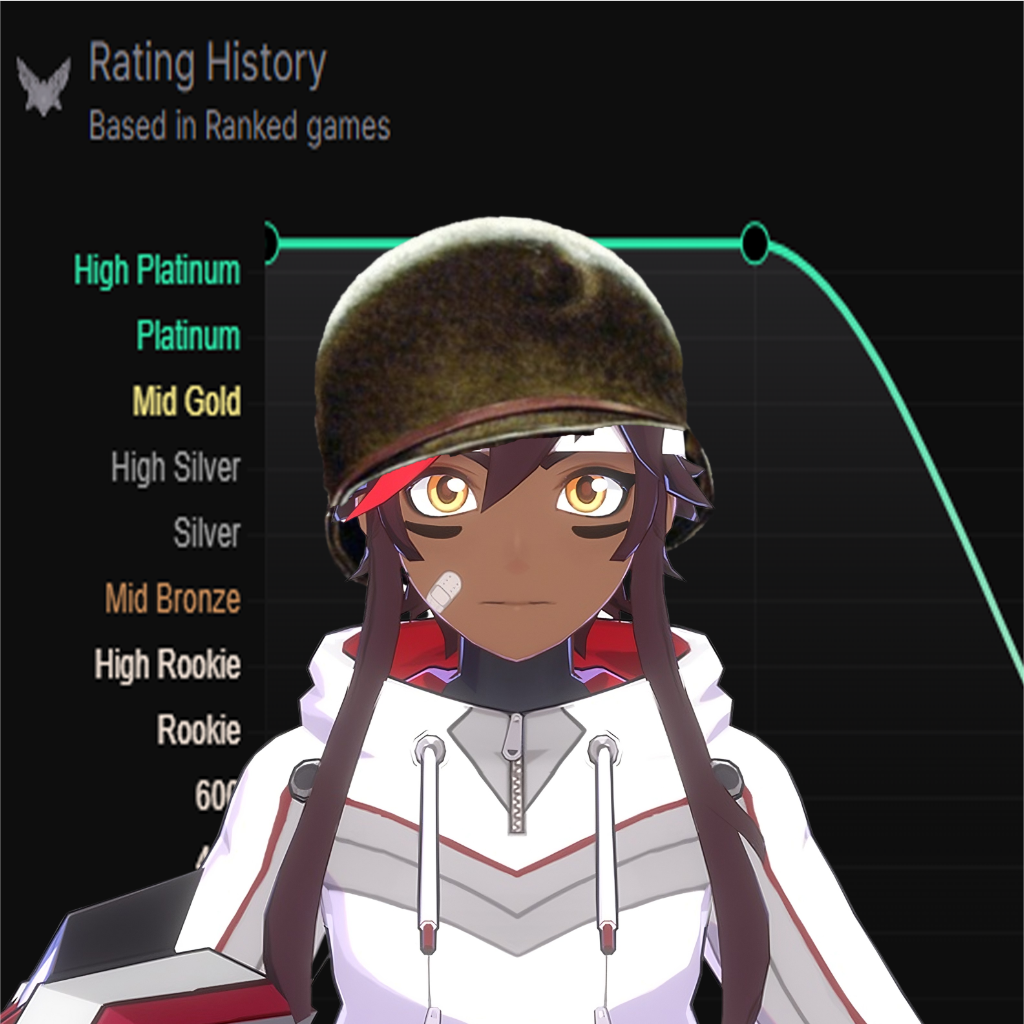 Rating History
Based in Ranked games
High Platinum
Platinum
Mid Gold
High Silver
Silver
Mid Bronze
High Rookie
Rookie
600